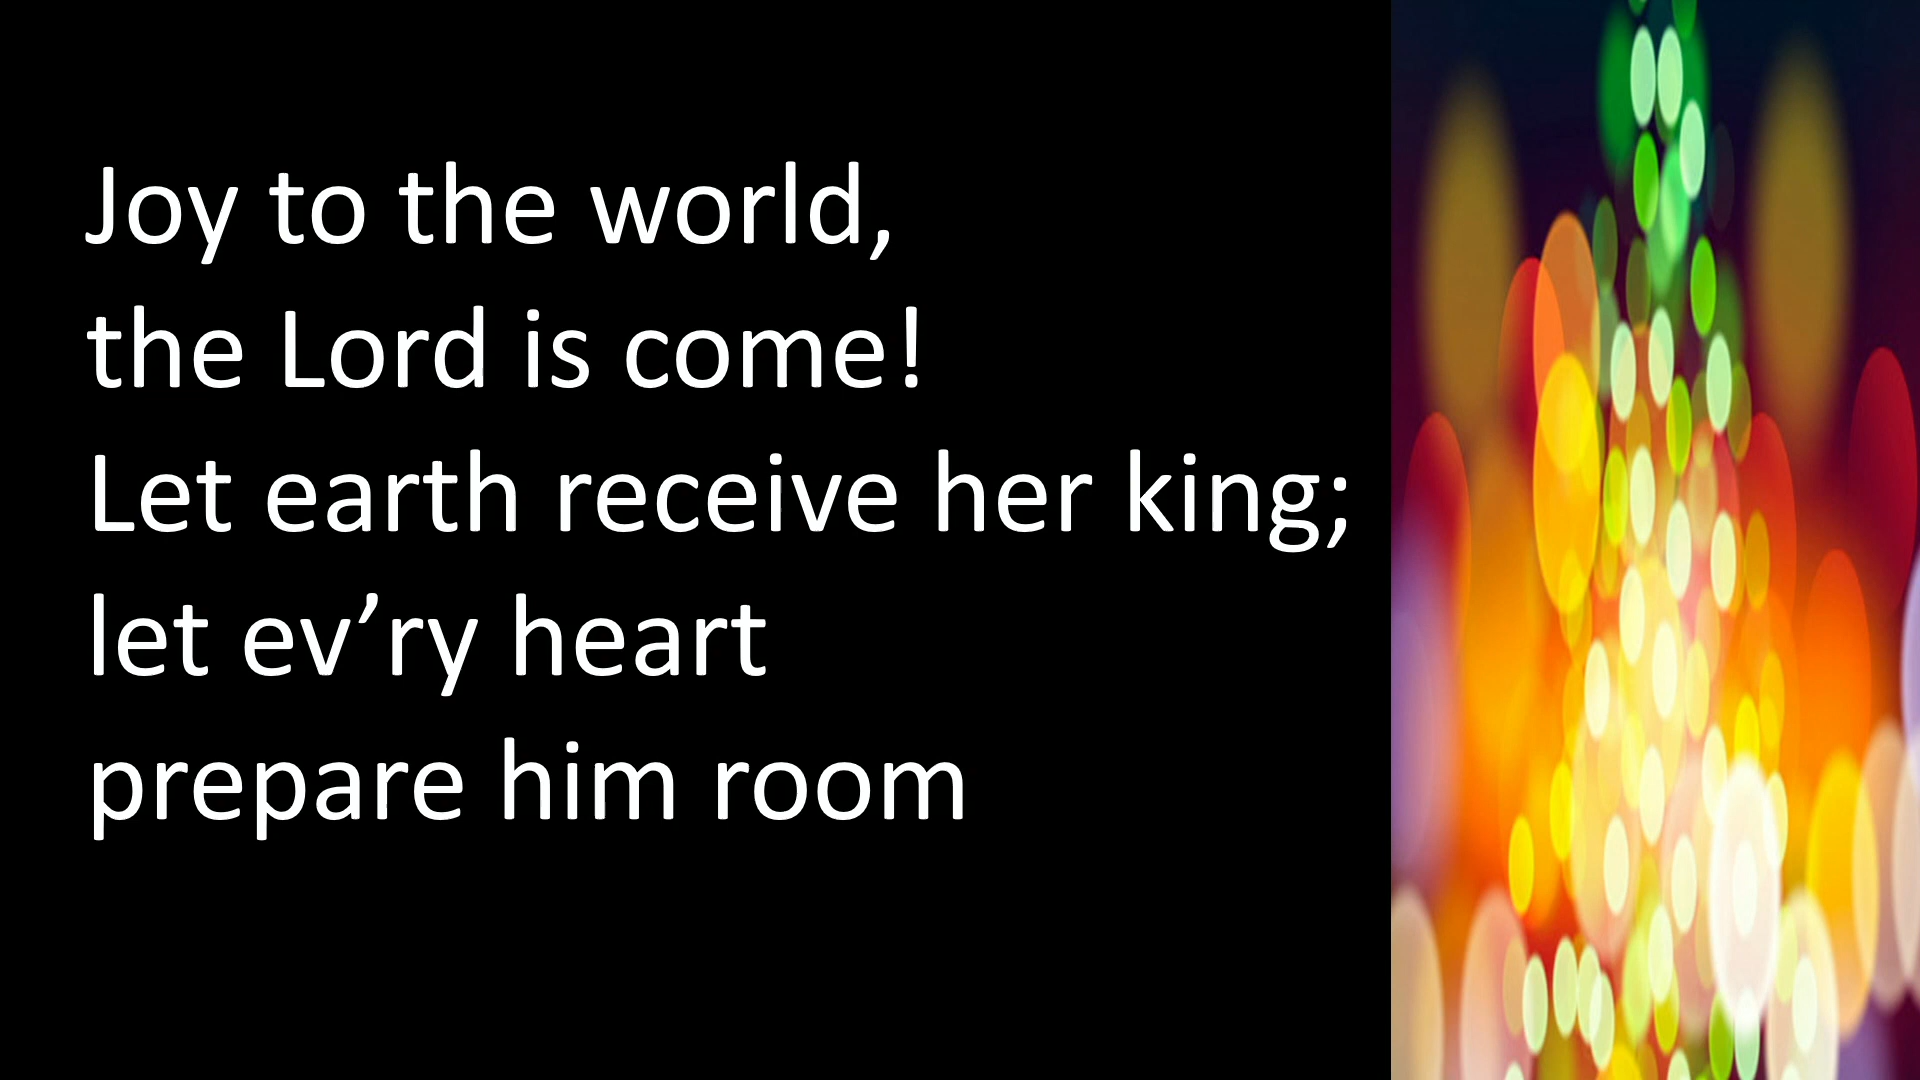 Joy to the world,
the Lord is come!
Let earth receive her king;
let ev’ry heart
prepare him room